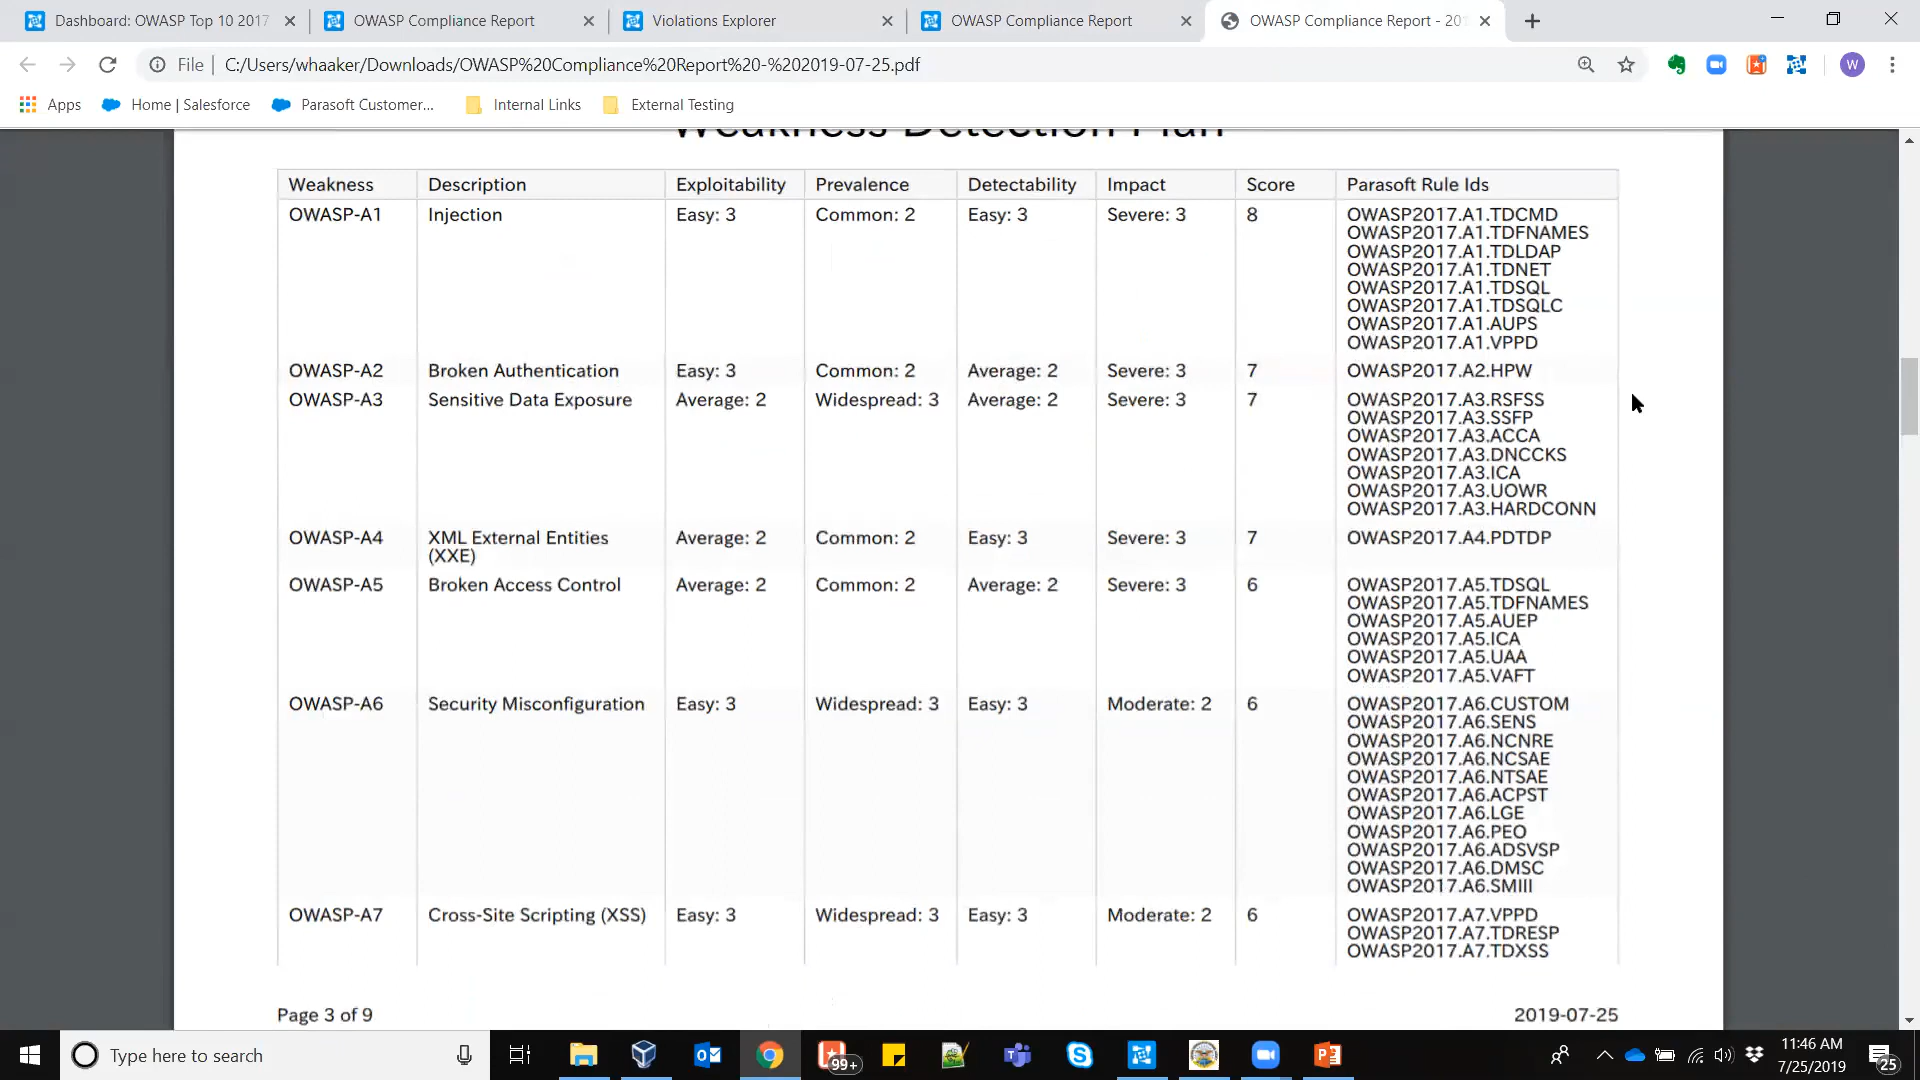 Dashboard: OWASP Top 10 2017
OWASP Compliance Report
Violations Explorer
OWASP Compliance Report
OWASP Compliance Report - 201
File
C:/Users/whaaker/Downloads/OWASP%20Compliance%20Report%20-%202019-07-25.pdf
W
Apps
Home | Salesforce
Parasoft Customer...
Internal Links
External Testing
Weakness Detection Plan
Weakness Description Exploitability Prevalence Detectability Impact Score Parasoft Rule Ids
OWASP-A1 Injection Easy: 3 Common: 2 Easy: 3 Severe: 3 8 OWASP2017.A1.TDCMD
OWASP2017.A1.TDFNAMES
OWASP2017.A1.TDLDAP
OWASP2017.A1.TDNET
OWASP2017.A1.TDSQL
OWASP2017.A1.TDSQLC
OWASP2017.A1.AUPS
OWASP2017.A1.VPPD
OWASP-A2 Broken Authentication Easy: 3 Common: 2 Average: 2 Severe: 3 7 OWASP2017.A2.HPW
OWASP-A3 Sensitive Data Exposure Average: 2 Widespread: 3 Average: 2 Severe: 3 7 OWASP2017.A3.RSFSS
OWASP2017.A3.SSFP
OWASP2017.A3.ACCA
OWASP2017.A3.DNCCKS
OWASP2017.A3.ICA
OWASP2017.A3.UOWR
OWASP2017.A3.HARDCONN
OWASP-A4 XML External Entities Average: 2 Common: 2 Easy: 3 Severe: 3 7 OWASP2017.A4.PDTDP
(XXE)
OWASP-A5 Broken Access Control Average: 2 Common: 2 Average: 2 Severe: 3 6 OWASP2017.A5.TDSQL
OWASP2017.A5.TDFNAMES
OWASP2017.A5.AUEP
OWASP2017.A5.ICA
OWASP2017.A5.UAA
OWASP2017.A5.VAFT
OWASP-A6 Security Misconfiguration Easy: 3 Widespread: 3 Easy: 3 Moderate: 2 6 OWASP2017.A6.CUSTOM
OWASP2017.A6.SENS
OWASP2017.A6.NCNRE
OWASP2017.A6.NCSAE
OWASP2017.A6.NTSAE
OWASP2017.A6.ACPST
OWASP2017.A6.LGE
OWASP2017.A6.PEO
OWASP2017.A6.ADSVSP
OWASP2017.A6.DMSC
OWASP2017.A6.SMIII
OWASP-A7 Cross-Site Scripting (XSS) Easy: 3 Widespread: 3 Easy: 3 Moderate: 2 6 OWASP2017.A7.VPPD
OWASP2017.A7.TDRESP
OWASP2017.A7.TDXSS
Page 3 of 9
2019-07-25
Type here to search
99+
11:46 AM
7/25/2019
25